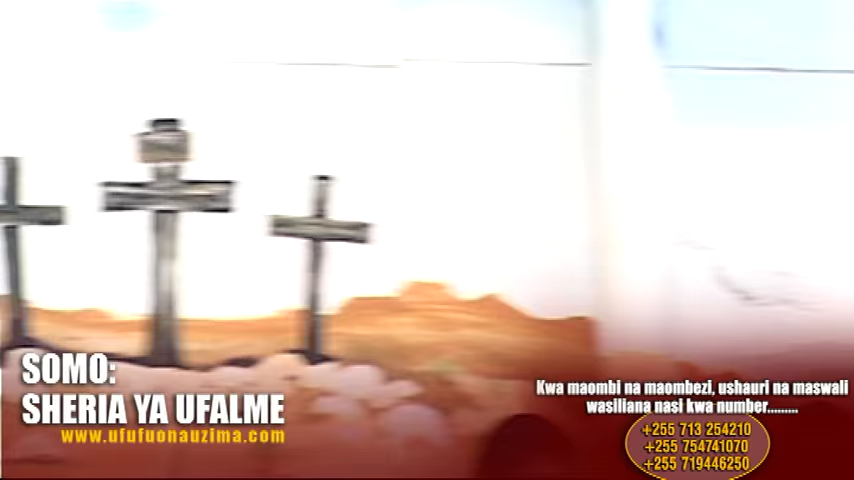 SOMO:
SHERIA YA UFALME
www.ufufuonauzima.com
Kwa maombi na maombezi, ushauri na maswali
wasiliana nasi kwa number.........
+255 713 254210
+255 754741070
+255 719446250